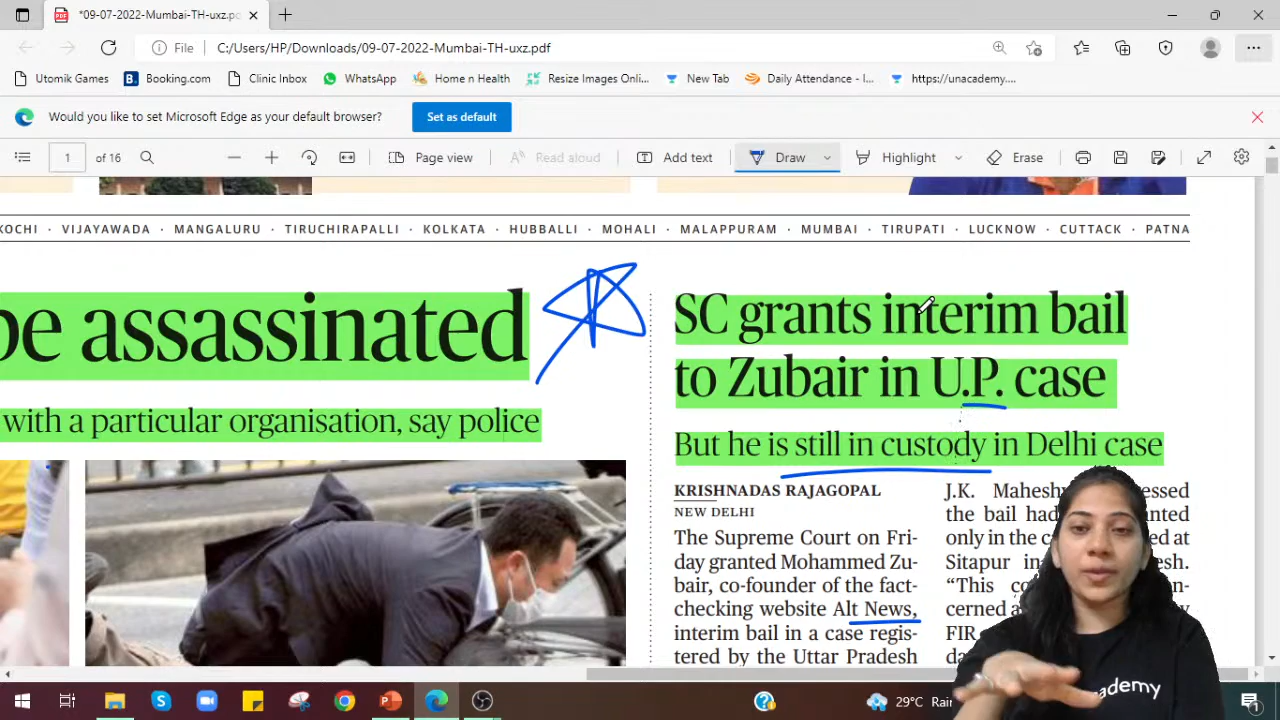 *09-07-2022-Mumbai-TH-uxz.pd
File C:/Users/HP/Downloads/09-07-2022-Mumbai-TH-uxz.pdf
Utomik Games Booking.com Clinic Inbox WhatsApp Home n Health Resize Images Onli... New Tab Daily Attendance - I... https://unacademy....
Would you like to set Microsoft Edge as your default browser? Set as default
1 of 16 Page view Read aloud Add text Draw Highlight Erase
KOCHI · VIJAYAWADA · MANGALURU · TIRUCHIRAPALLI · KOLKATA · HUBBALLI · MOHALI · MALAPPURAM · MUMBAI · TIRUPATI · LUCKNOW · CUTTACK · PATNA
be assassinated
with a particular organisation, say police
SC grants interim bail
to Zubair in U.P. case
But he is still in custody in Delhi case
KRISHNADAS RAJAGOPAL
NEW DELHI
The Supreme Court on Fri-
day granted Mohammed Zu-
bair, co-founder of the fact-
checking website Alt News,
interim bail in a case regis-
tered by the Uttar Pradesh
J.K.
the bail had
only in the at
Sitapur
"This
FIR
29°C